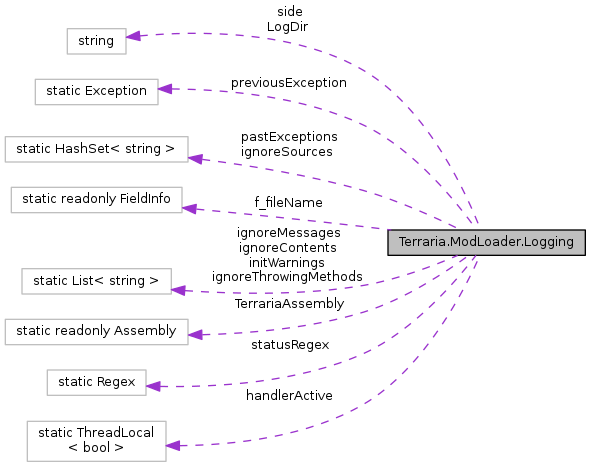 side
LogDir
string
previousException
static Exception
pastExceptions
ignoreSources
static HashSet< string >
f_fileName
static readonly FieldInfo
Terraria.ModLoader.Logging
ignoreMessages
ignoreContents
initWarnings
ignoreThrowingMethods
static List< string >
TerrariaAssembly
static readonly Assembly
statusRegex
static Regex
handlerActive
static ThreadLocal
< bool >